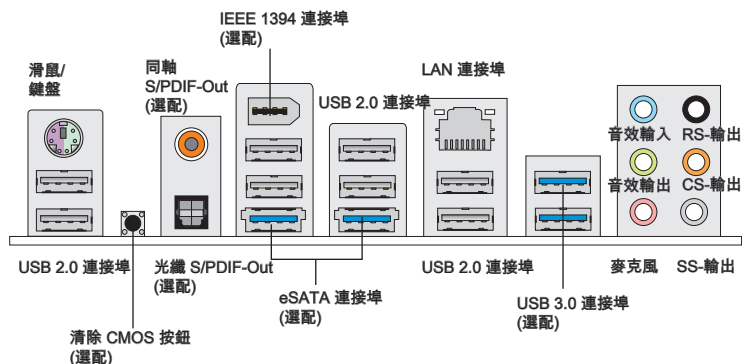 IEEE 1394 連接埠
(選配)
滑鼠/
鍵盤
同軸
S/PDIF-Out
(選配)
USB 2.0 連接埠
LAN 連接埠
音效輸入
RS-輸出
音效輸出
CS-輸出
USB 2.0 連接埠
光纖 S/PDIF-Out
(選配)
USB 2.0 連接埠
麥克風
SS-輸出
eSATA 連接埠
(選配)
USB 3.0 連接埠
(選配)
清除 CMOS 按鈕
(選配)